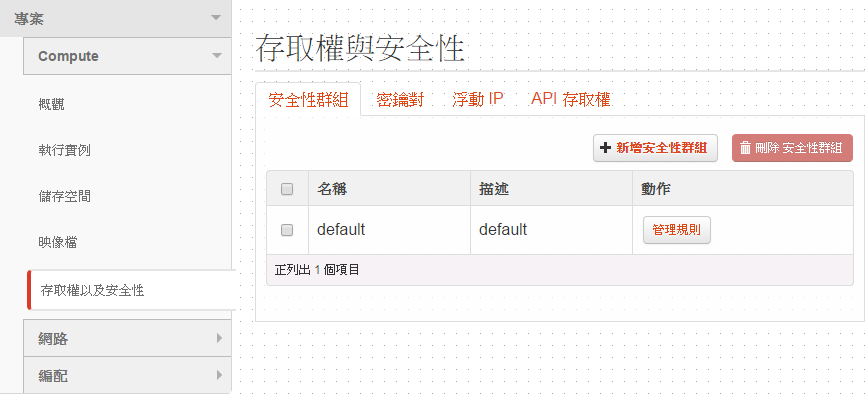 專案
Compute
概觀
執行實例
儲存空間
映像檔
存取權以及安全性
網路
編配
存取權與安全性
安全性群組 密鑰對 浮動 IP API 存取權
新增安全性群組 刪除 安全性群組
名稱 描述 動作
default default 管理規則
正列出 1 個項目